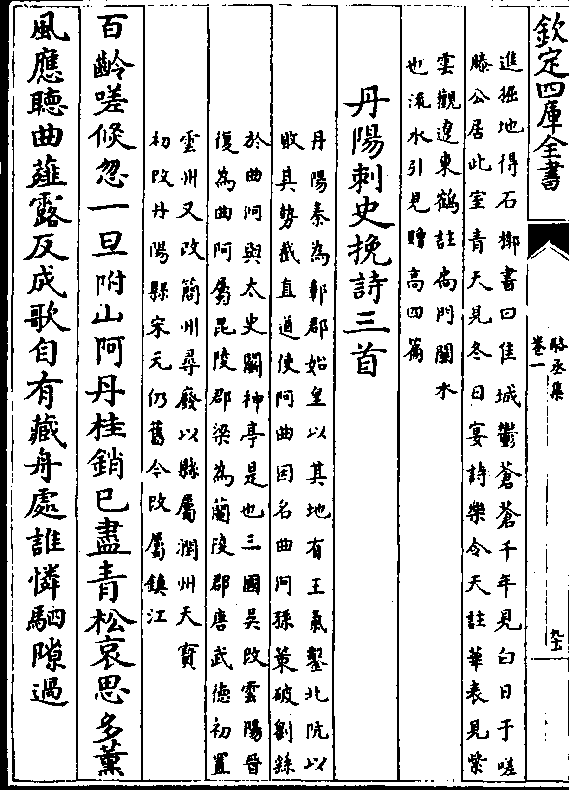 欽定四庫全書
駱丞集
卷一
進掘地得石槨書曰佳城鬱蒼蒼千年見白日于嗟
滕公居此室青天見冬日宴詩樂令天註華表見紫
雲觀遼東鶴註尚門闌水
也流水引見贈高四篇
丹陽刺史挽詩三首
丹陽秦為鄣郡始皇以其地有王氣鑿北阬以
敗其勢截直道使阿曲因名曲阿孫策破劉繇
於曲阿與太史鬭神亭是也三國吳改雲陽晉
復為曲阿屬毘陵郡梁為蘭陵郡唐武德初置
雲州又改簡州尋廢以縣屬潤州天寳
初改丹陽縣宋元仍舊今改屬鎮江
百齡嗟倏忽一旦附山阿丹桂銷已盡青松哀思多薰
風應聽曲薤露反成歌自有藏舟處誰憐駟隙過